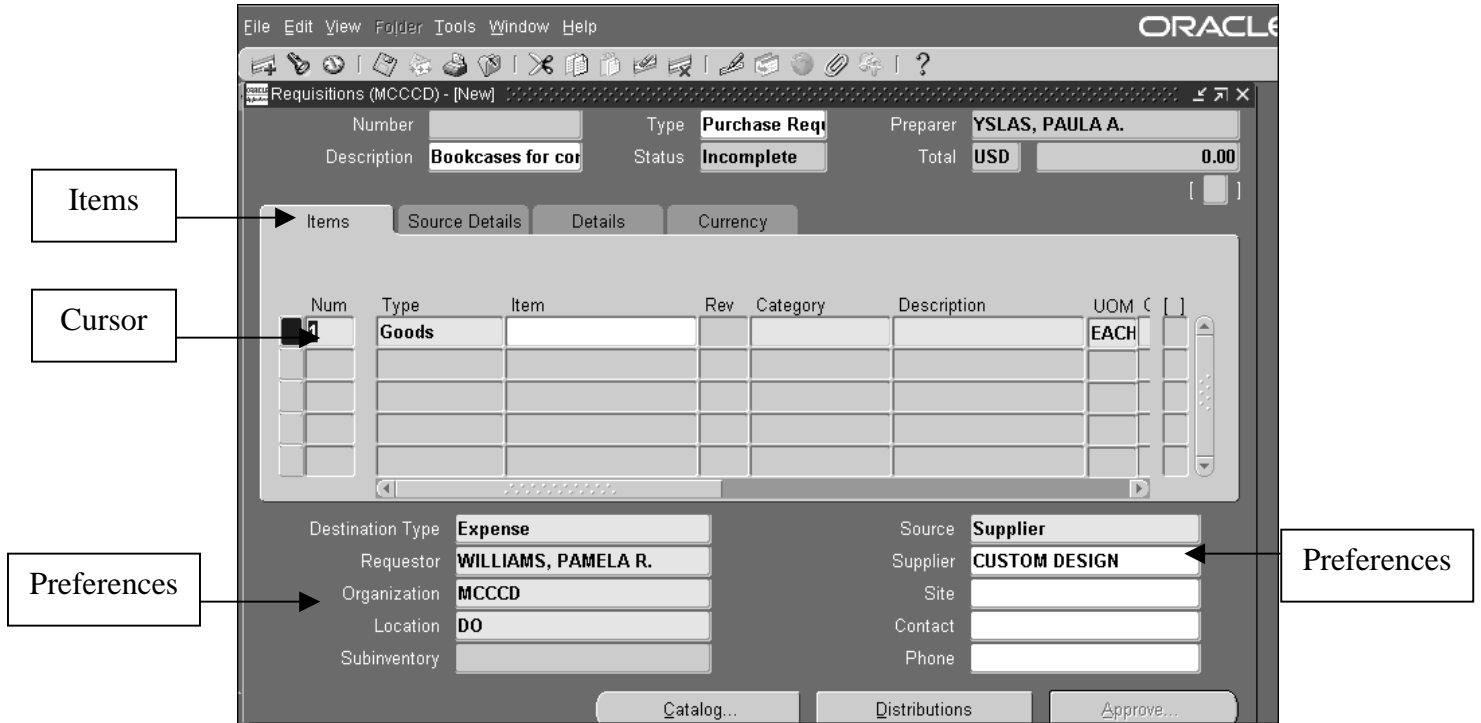 File Edit View Folder Tools Window Help ORACLE
Requisitions (MCCCD) - [New]
Number Type Purchase Requ Preparer YSLAS, PAULA A.
Description Bookcases for cor Status Incomplete Total USD 0.00
[ ]
Items
Items Source Details Details Currency
Num Type Item Rev Category Description UOM C [ ]
Cursor
1 Goods EACH
Destination Type Expense Source Supplier
Requestor WILLIAMS, PAMELA R. Supplier CUSTOM DESIGN
Preferences
Preferences
Organization MCCCD Site
Location DO Contact
Subinventory Phone
Catalog... Distributions Approve...